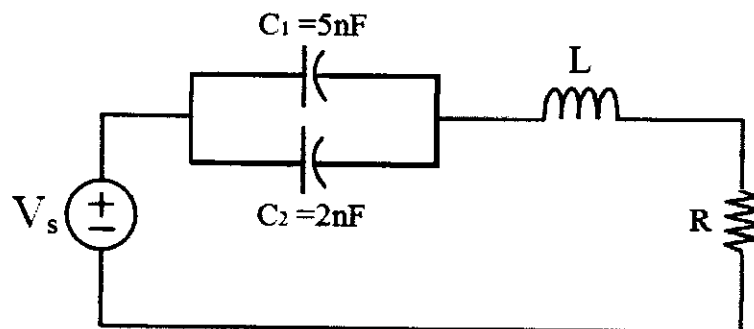 C₁ =5nF
L
Vₛ
+
−
C₂ =2nF
R